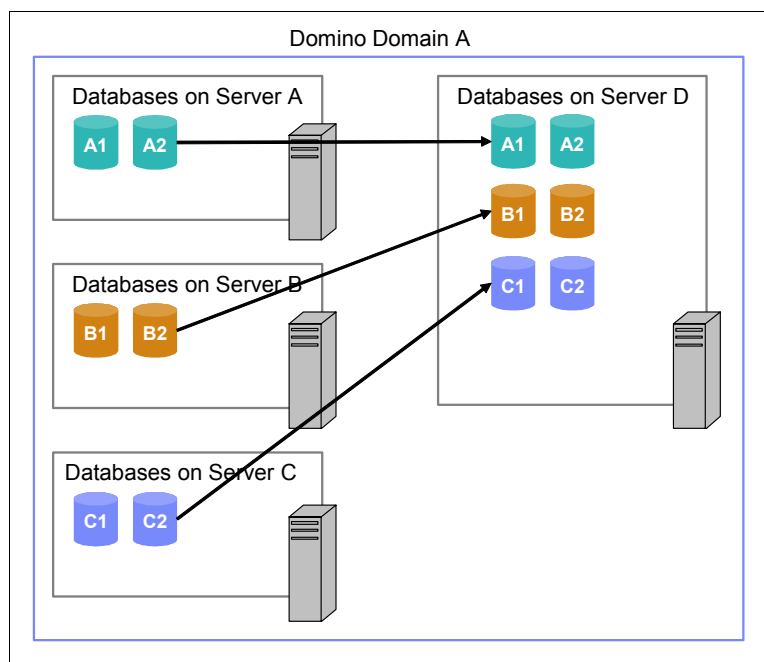 Domino Domain A
Databases on Server A
A1 A2
Databases on Server D
A1 A2
B1 B2
C1 C2
Databases on Server B
B1 B2
Databases on Server C
C1 C2